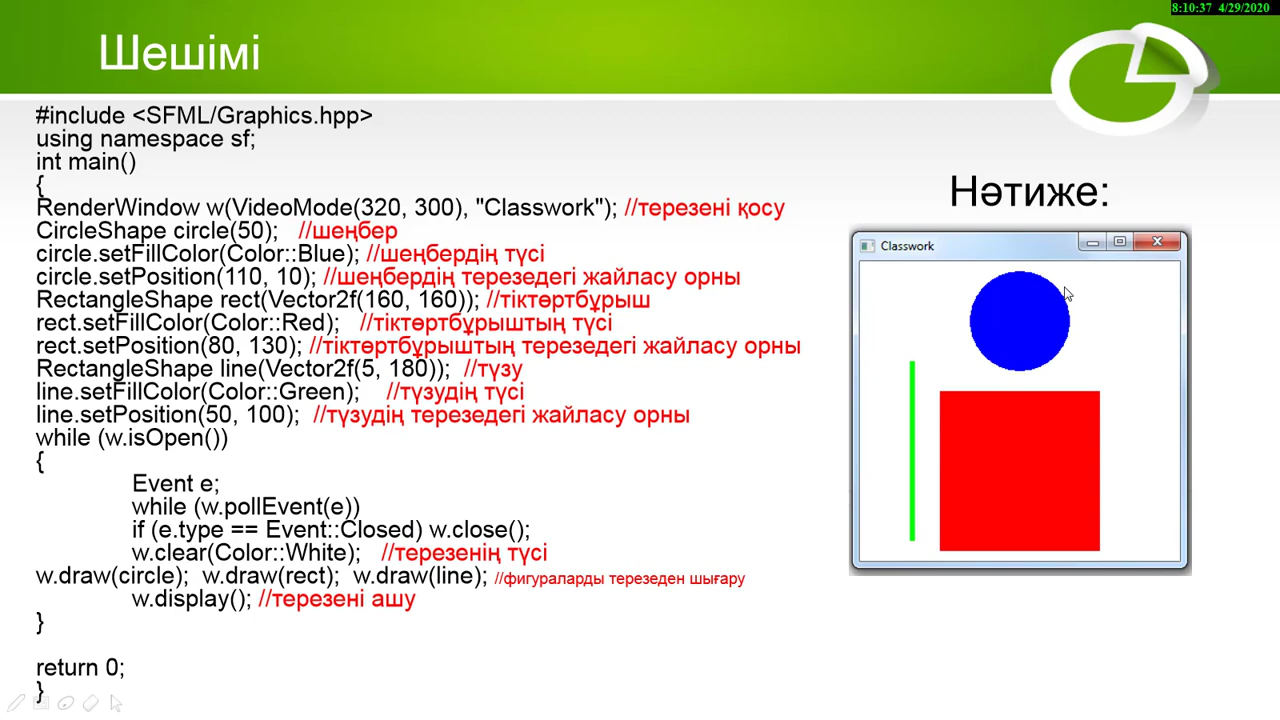 8:10:37 4/29/2020
Шешімі
#include <SFML/Graphics.hpp>
using namespace sf;
int main()
{
RenderWindow w(VideoMode(320, 300), "Classwork"); //терезені қосу
CircleShape circle(50); //шеңбер
circle.setFillColor(Color::Blue); //шеңбердің түсі
circle.setPosition(110, 10); //шеңбердің терезедегі жайласу орны
RectangleShape rect(Vector2f(160, 160)); //тіктөртбұрыш
rect.setFillColor(Color::Red); //тіктөртбұрыштың түсі
rect.setPosition(80, 130); //тіктөртбұрыштың терезедегі жайласу орны
RectangleShape line(Vector2f(5, 180)); //түзу
line.setFillColor(Color::Green); //түзудің түсі
line.setPosition(50, 100); //түзудің терезедегі жайласу орны
while (w.isOpen())
{
Event e;
while (w.pollEvent(e))
if (e.type == Event::Closed) w.close();
w.clear(Color::White); //терезенің түсі
w.draw(circle); w.draw(rect); w.draw(line); //фигураларды терезеден шығару
w.display(); //терезені ашу
}
return 0;
}
Нәтиже:
Classwork